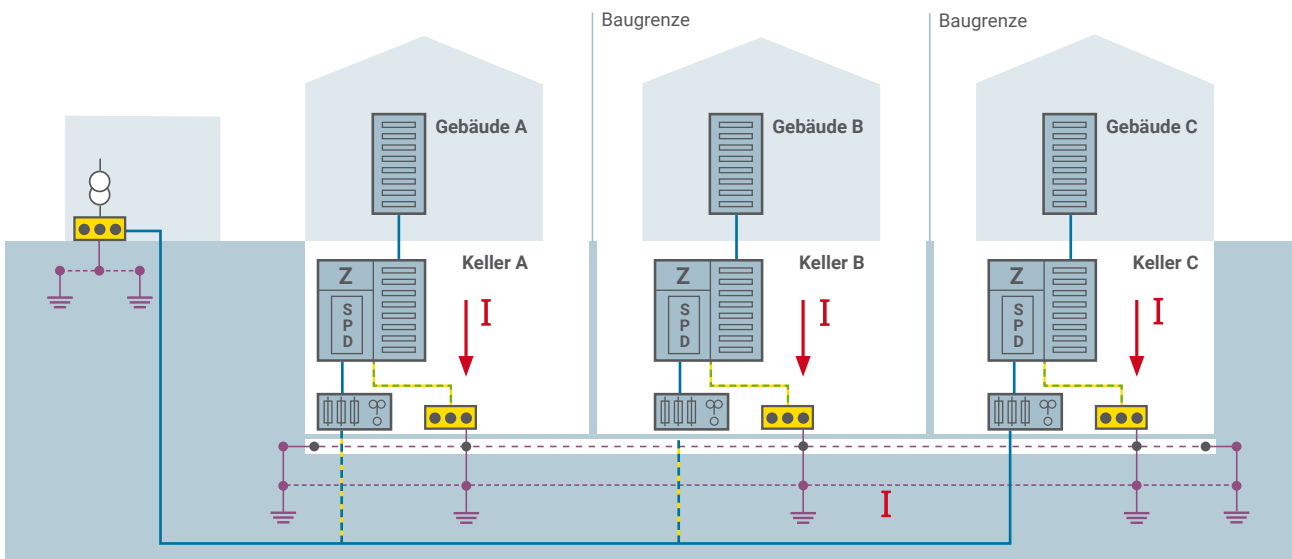 Baugrenze
Baugrenze
Gebäude A
Gebäude B
Gebäude C
Keller A
Keller B
Keller C
Z
Z
Z
S
P
D
S
P
D
S
P
D
I
I
I
I